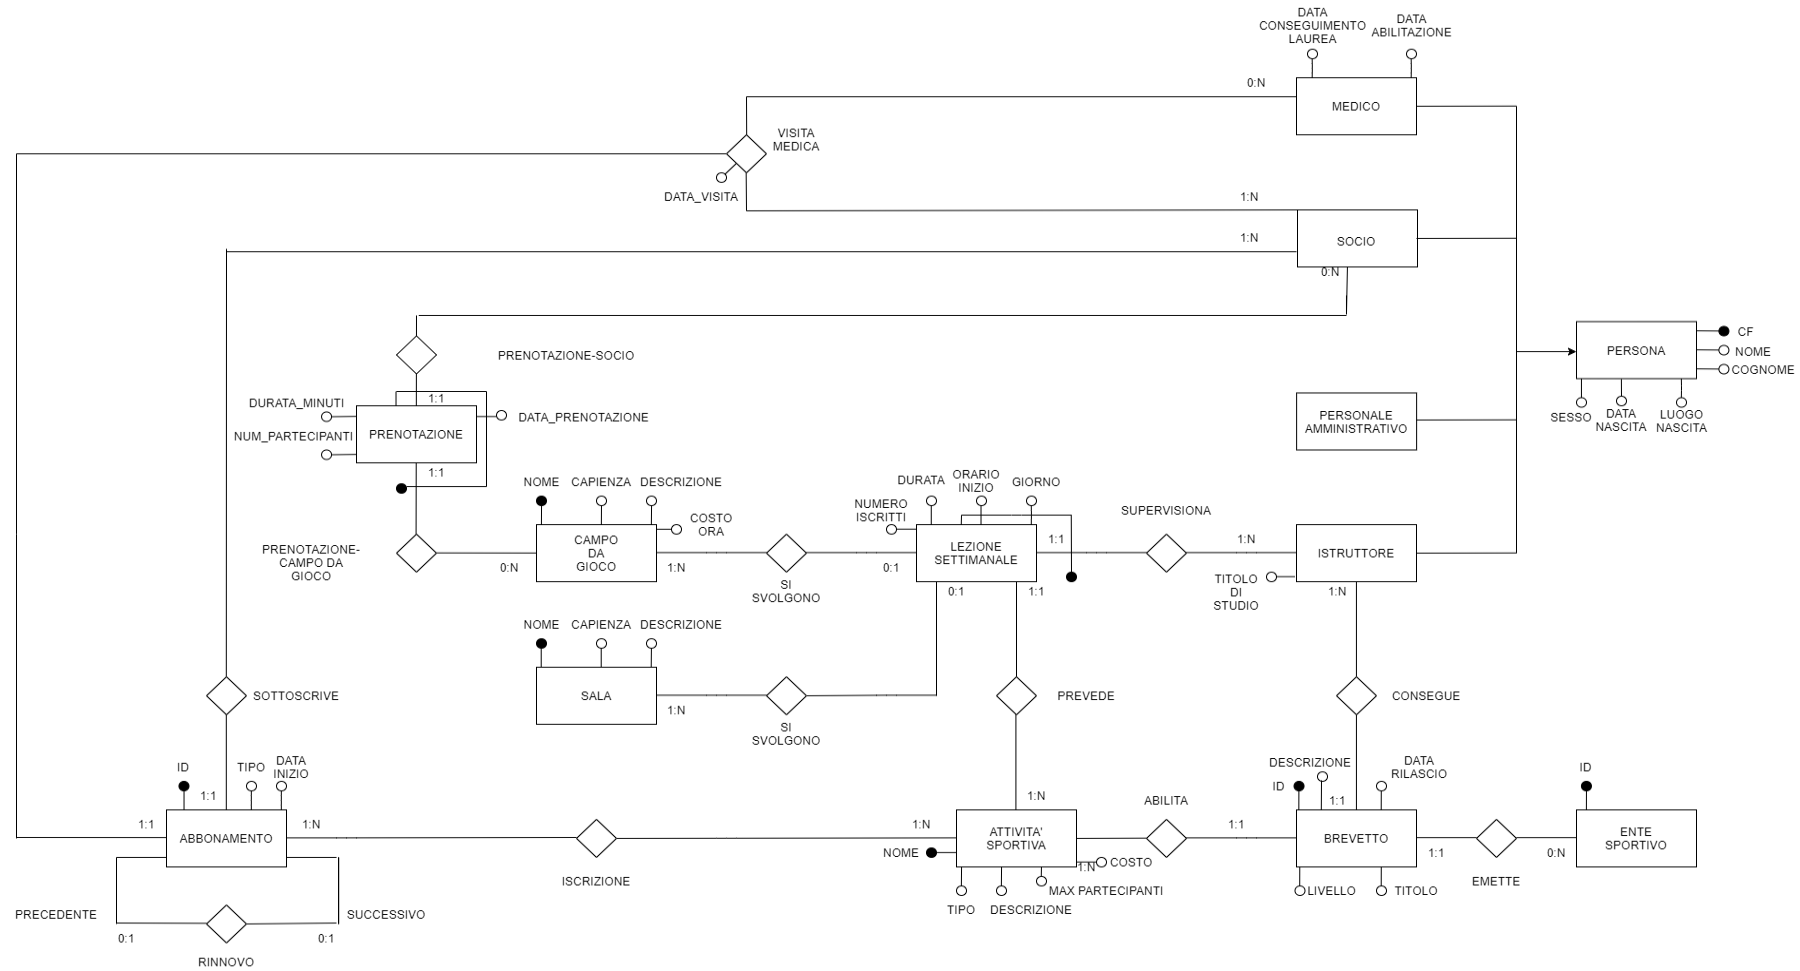 DATA
CONSEGUIMENTO
LAUREA
DATA
ABILITAZIONE
0:N
MEDICO
VISITA
MEDICA
DATA_VISITA
1:N
1:N
SOCIO
0:N
PRENOTAZIONE-SOCIO
CF
PERSONA
NOME
COGNOME
SESSO
DATA
NASCITA
LUOGO
NASCITA
DURATA_MINUTI
1:1
DATA_PRENOTAZIONE
NUM_PARTECIPANTI
PRENOTAZIONE
1:1
PERSONALE
AMMINISTRATIVO
NOME
CAPIENZA
DESCRIZIONE
COSTO
ORA
DURATA
ORARIO
INIZIO
GIORNO
NUMERO
ISCRITTI
SUPERVISIONA
PRENOTAZIONE-
CAMPO DA
GIOCO
0:N
CAMPO
DA
GIOCO
1:N
SI
SVOLGONO
0:1
LEZIONE
SETTIMANALE
1:1
1:N
ISTRUTTORE
0:1
1:1
TITOLO
DI
STUDIO
1:N
NOME
CAPIENZA
DESCRIZIONE
SALA
1:N
SI
SVOLGONO
SOTTOSCRIVE
PREVEDE
CONSEGUE
ID
TIPO
DATA
INIZIO
1:1
1:1
ABBONAMENTO
1:N
ISCRIZIONE
1:N
1:N
NOME
ATTIVITA'
SPORTIVA
1:N
COSTO
MAX PARTECIPANTI
TIPO
DESCRIZIONE
ABILITA
1:1
DESCRIZIONE
ID
1:1
DATA
RILASCIO
BREVETTO
LIVELLO
TITOLO
1:1
EMETTE
0:N
ID
ENTE
SPORTIVO
PRECEDENTE
SUCCESSIVO
0:1
0:1
RINNOVO